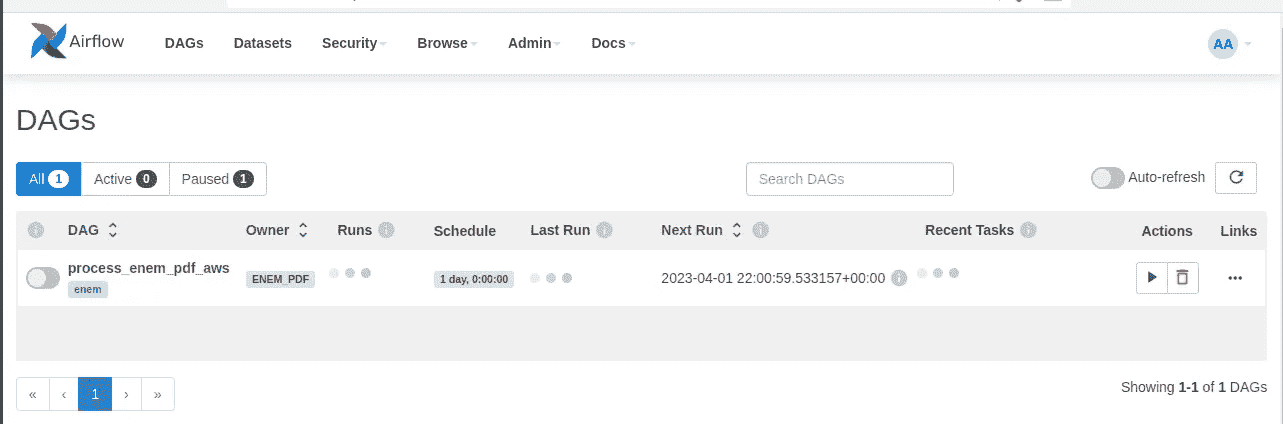 Airflow DAGs Datasets Security Browse Admin Docs AA
DAGs
All 1 Active 0 Paused 1 Search DAGs Auto-refresh
DAG Owner Runs Schedule Last Run Next Run Recent Tasks Actions Links
process_enem_pdf_aws ENEM_PDF 1 day, 0:00:00 2023-04-01 22:00:59.533157+00:00
enem
« ‹ 1 › » Showing 1-1 of 1 DAGs